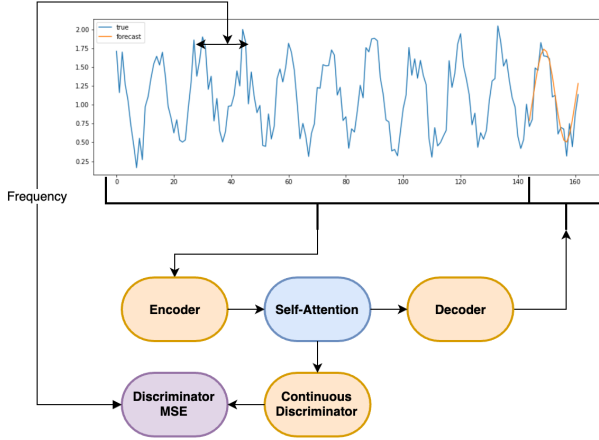 true
forecast
2.00
1.75
1.50
1.25
1.00
0.75
0.50
0.25
0 20 40 60 80 100 120 140 160
Frequency
Encoder Self-Attention Decoder
Discriminator
MSE
Continuous
Discriminator